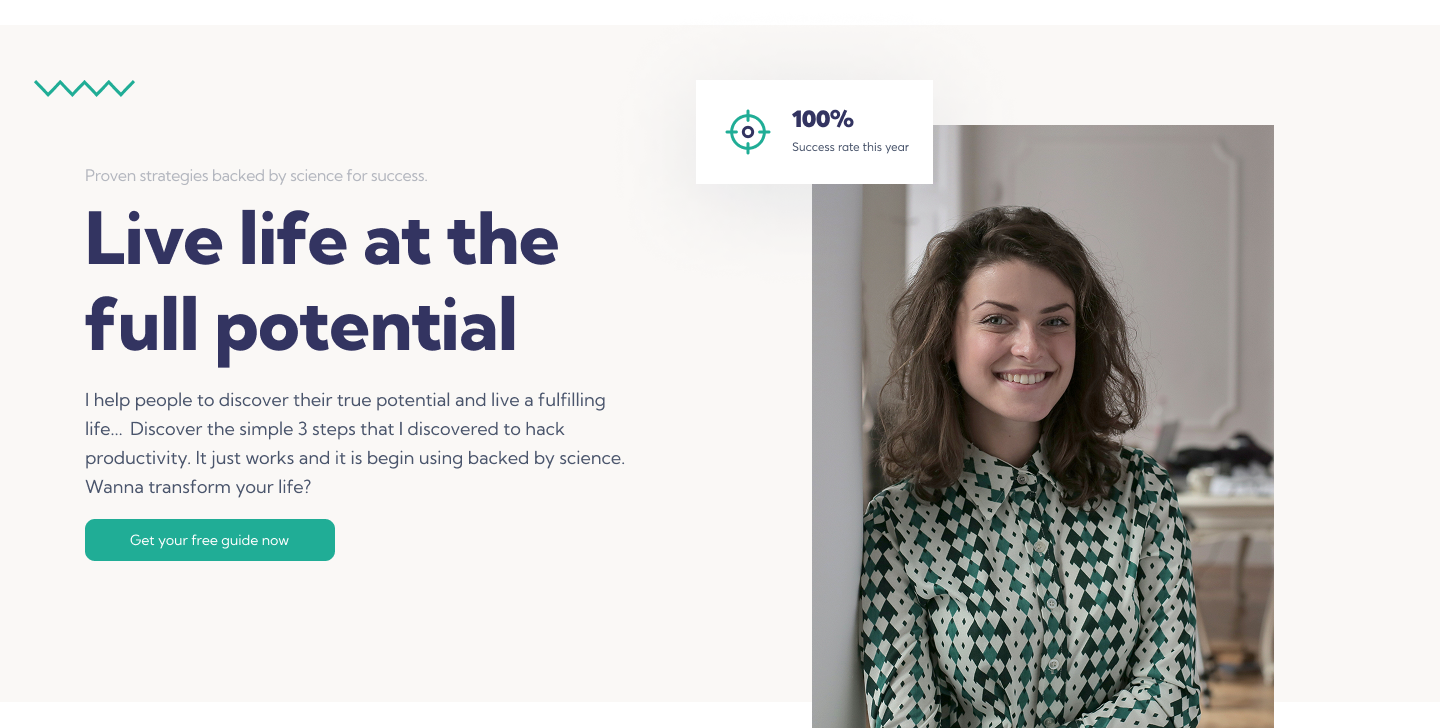 100%
Success rate this year
Proven strategies backed by science for success.
Live life at the
full potential
I help people to discover their true potential and live a fulfilling
life... Discover the simple 3 steps that I discovered to hack
productivity. It just works and it is begin using backed by science.
Wanna transform your life?
Get your free guide now